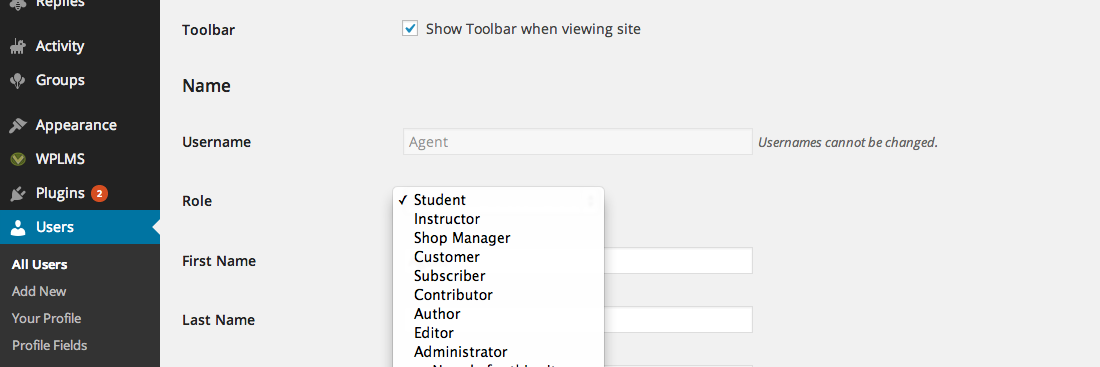 Replies
Activity
Groups
Appearance
WPLMS
Plugins 2
Users
All Users
Add New
Your Profile
Profile Fields
Toolbar
Show Toolbar when viewing site
Name
Username
Agent
Usernames cannot be changed.
Role
Student
Instructor
Shop Manager
Customer
Subscriber
Contributor
Author
Editor
Administrator
First Name
Last Name